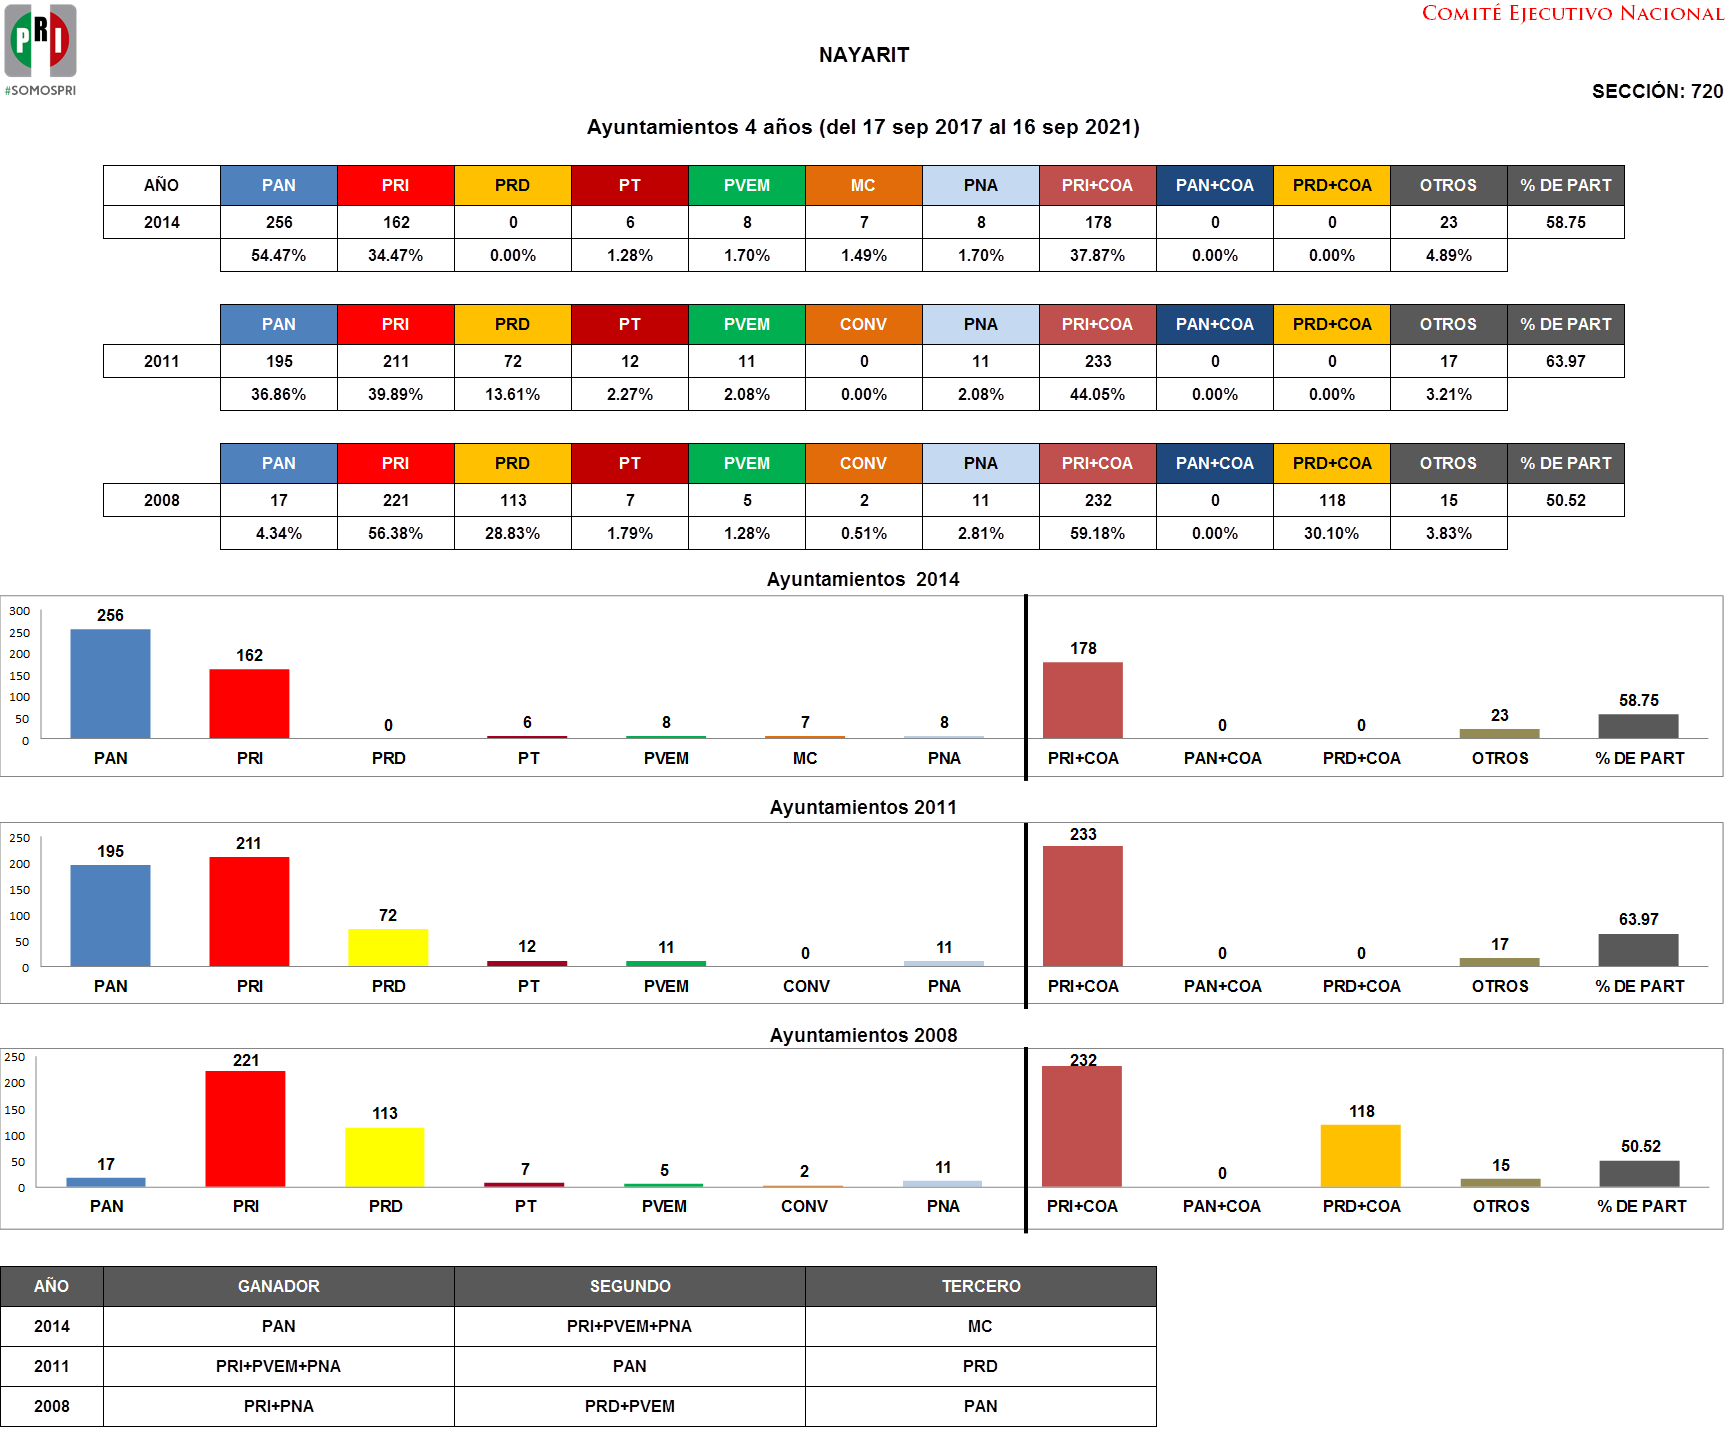 COMITÉ EJECUTIVO NACIONAL
PRI
#SOMOSPRI
NAYARIT
SECCIÓN: 720
Ayuntamientos 4 años (del 17 sep 2017 al 16 sep 2021)
AÑO PAN PRI PRD PT PVEM MC PNA PRI+COA PAN+COA PRD+COA OTROS % DE PART
2014 256 162 0 6 8 7 8 178 0 0 23 58.75
54.47% 34.47% 0.00% 1.28% 1.70% 1.49% 1.70% 37.87% 0.00% 0.00% 4.89%
PAN PRI PRD PT PVEM CONV PNA PRI+COA PAN+COA PRD+COA OTROS % DE PART
2011 195 211 72 12 11 0 11 233 0 0 17 63.97
36.86% 39.89% 13.61% 2.27% 2.08% 0.00% 2.08% 44.05% 0.00% 0.00% 3.21%
PAN PRI PRD PT PVEM CONV PNA PRI+COA PAN+COA PRD+COA OTROS % DE PART
2008 17 221 113 7 5 2 11 232 0 118 15 50.52
4.34% 56.38% 28.83% 1.79% 1.28% 0.51% 2.81% 59.18% 0.00% 30.10% 3.83%
Ayuntamientos 2014
300
250
200
150
100
50
0
256 162 0 6 8 7 8 178 0 0 23 58.75
PAN PRI PRD PT PVEM MC PNA PRI+COA PAN+COA PRD+COA OTROS % DE PART
Ayuntamientos 2011
250
200
150
100
50
0
195 211 72 12 11 0 11 233 0 0 17 63.97
PAN PRI PRD PT PVEM CONV PNA PRI+COA PAN+COA PRD+COA OTROS % DE PART
Ayuntamientos 2008
250
200
150
100
50
0
17 221 113 7 5 2 11 232 0 118 15 50.52
PAN PRI PRD PT PVEM CONV PNA PRI+COA PAN+COA PRD+COA OTROS % DE PART
AÑO GANADOR SEGUNDO TERCERO
2014 PAN PRI+PVEM+PNA MC
2011 PRI+PVEM+PNA PAN PRD
2008 PRI+PNA PRD+PVEM PAN